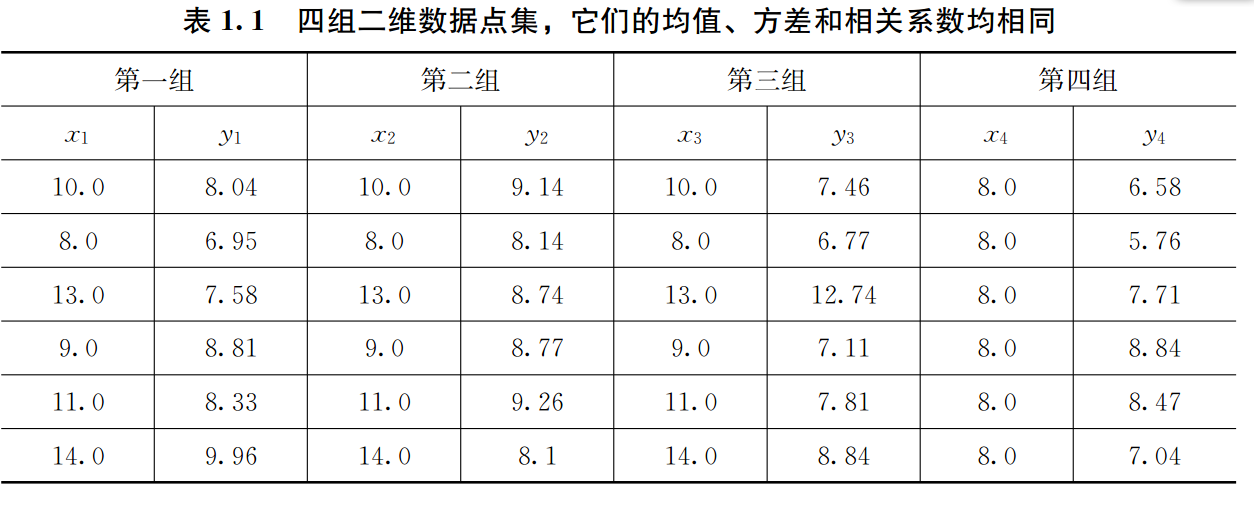 表 1.1 四组二维数据点集，它们的均值、方差和相关系数均相同
第一组 第二组 第三组 第四组
x1 y1 x2 y2 x3 y3 x4 y4
10.0 8.04 10.0 9.14 10.0 7.46 8.0 6.58
8.0 6.95 8.0 8.14 8.0 6.77 8.0 5.76
13.0 7.58 13.0 8.74 13.0 12.74 8.0 7.71
9.0 8.81 9.0 8.77 9.0 7.11 8.0 8.84
11.0 8.33 11.0 9.26 11.0 7.81 8.0 8.47
14.0 9.96 14.0 8.1 14.0 8.84 8.0 7.04